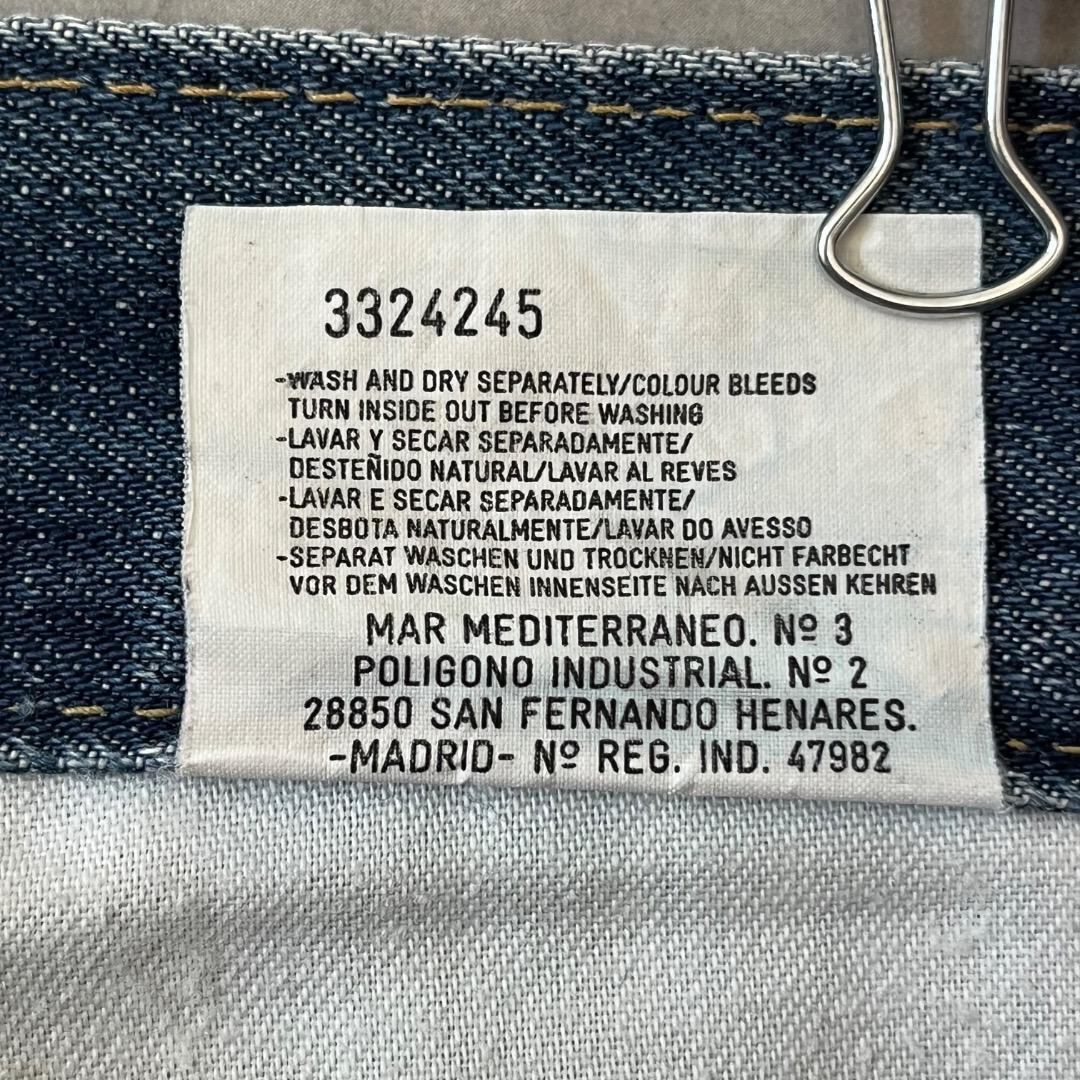 3324245
-WASH AND DRY SEPARATELY/COLOUR BLEEDS
TURN INSIDE OUT BEFORE WASHING
-LAVAR Y SECAR SEPARADAMENTE/
DESTEÑIDO NATURAL/LAVAR AL REVES
-LAVAR E SECAR SEPARADAMENTE/
DESBOTA NATURALMENTE/LAVAR DO AVESSO
-SEPARAT WASCHEN UND TROCKNEN/NICHT FARBECHT
VOR DEM WASCHEN INNENSEITE NACH AUSSEN KEHREN
MAR MEDITERRANEO. Nº 3
POLIGONO INDUSTRIAL. Nº 2
28850 SAN FERNANDO HENARES.
-MADRID- Nº REG. IND. 47982